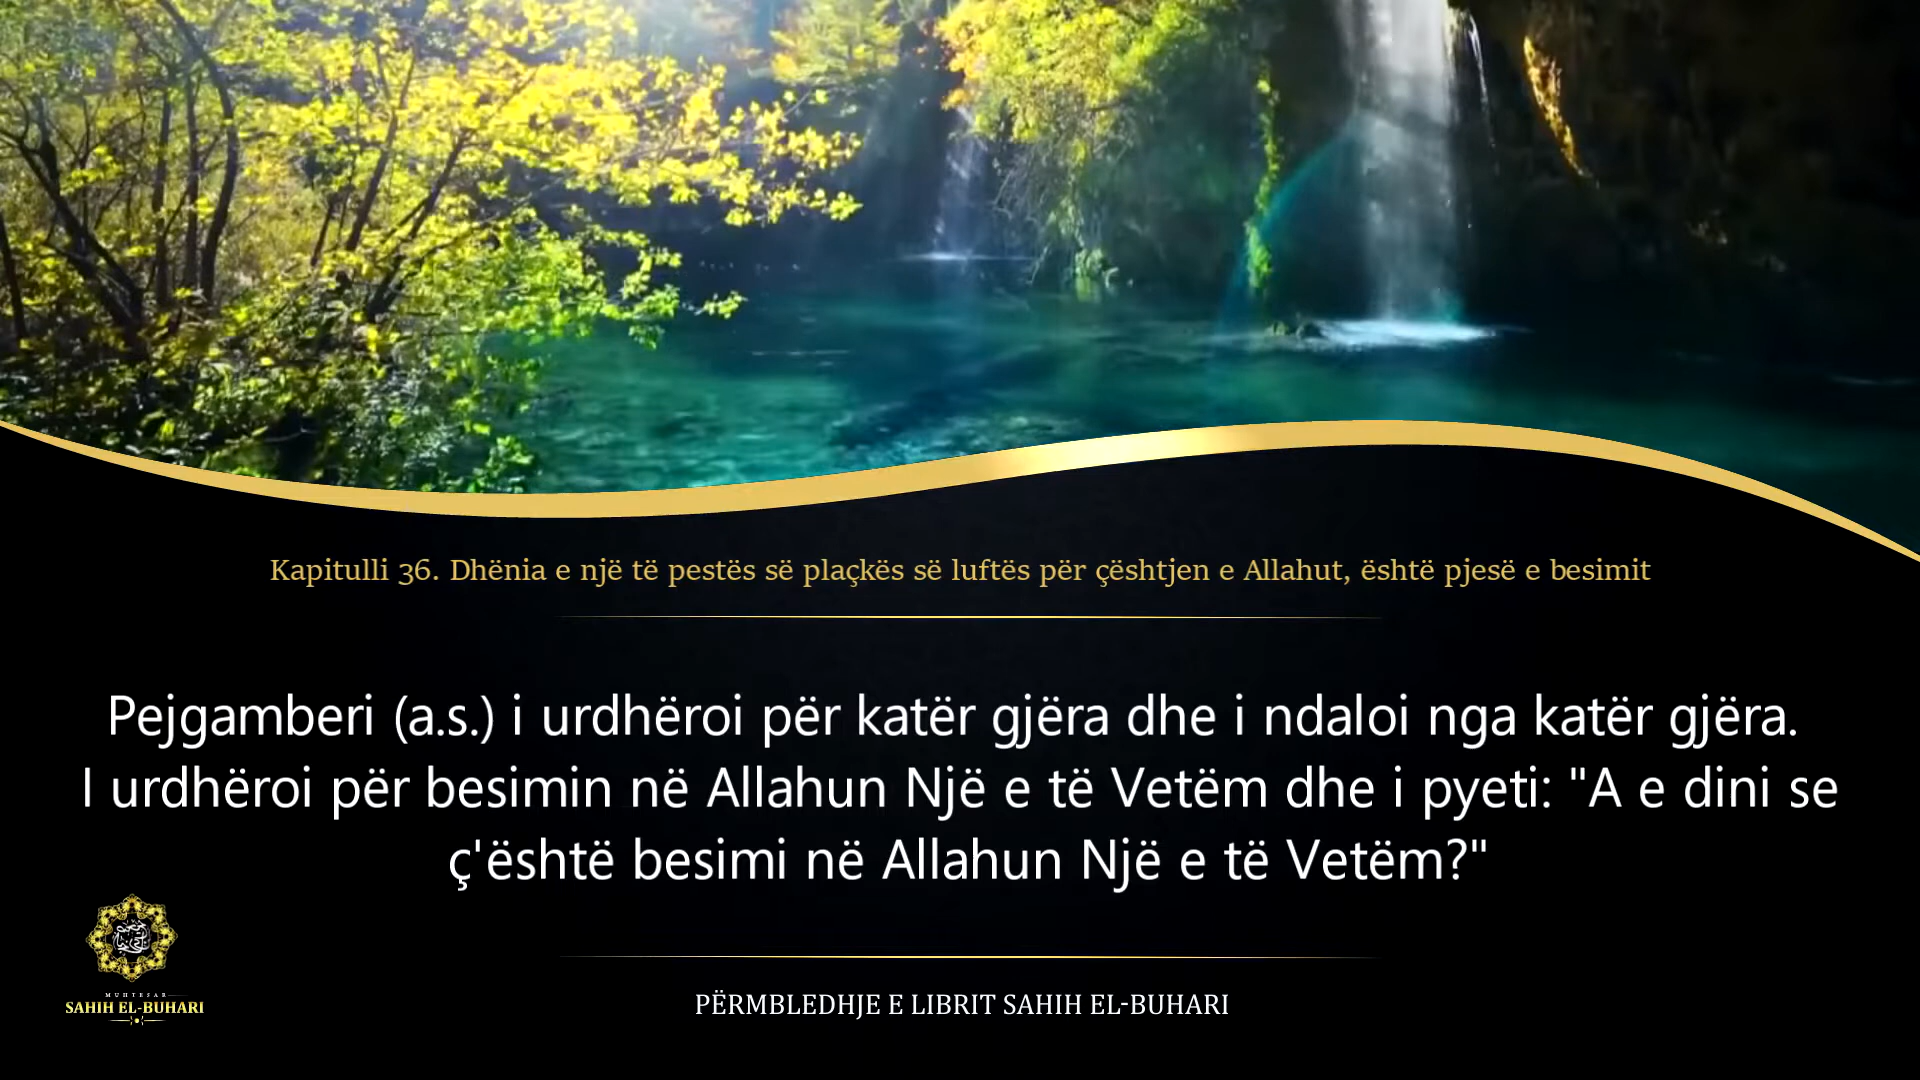 Kapitulli 36. Dhënia e një të pestës së plaçkës së luftës për çështjen e Allahut, është pjesë e besimit
Pejgamberi (a.s.) i urdhëroi për katër gjëra dhe i ndaloi nga katër gjëra.
I urdhëroi për besimin në Allahun Një e të Vetëm dhe i pyeti: "A e dini se
ç'është besimi në Allahun Një e të Vetëm?"
MUHTESAR
SAHIH EL-BUHARI
PËRMBLEDHJE E LIBRIT SAHIH EL-BUHARI